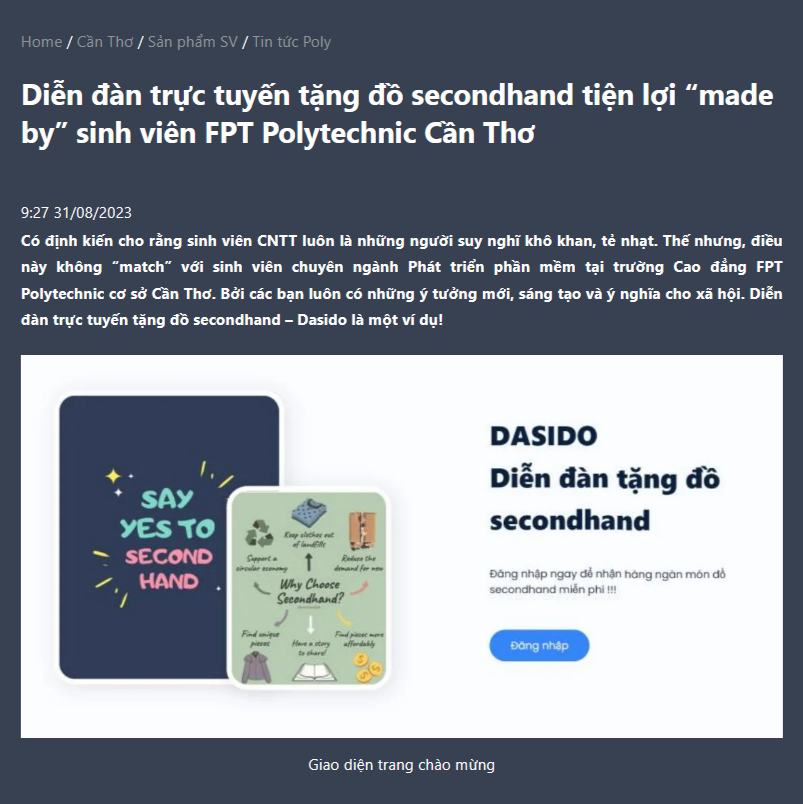 Home / Cần Thơ / Sản phẩm SV / Tin tức Poly
Diễn đàn trực tuyến tặng đồ secondhand tiện lợi “made
by” sinh viên FPT Polytechnic Cần Thơ
9:27 31/08/2023
Có định kiến cho rằng sinh viên CNTT luôn là những người suy nghĩ khô khan, tẻ nhạt. Thế nhưng, điều
này không “match” với sinh viên chuyên ngành Phát triển phần mềm tại trường Cao đẳng FPT
Polytechnic cơ sở Cần Thơ. Bởi các bạn luôn có những ý tưởng mới, sáng tạo và ý nghĩa cho xã hội. Diễn
đàn trực tuyến tặng đồ secondhand – Dasido là một ví dụ!
SAY
YES TO
SECOND
HAND
Keep clothes out
of landfills
Support a
circular economy
Reduce the
demand for new
Why Choose
Secondhand?
Find unique
pieces
Have a story
to share!
Find pieces more
affordably
DASIDO
Diễn đàn tặng đồ
secondhand
Đăng nhập ngay để nhận hàng ngàn món đồ
secondhand miễn phí !!!
Đăng nhập
Giao diện trang chào mừng